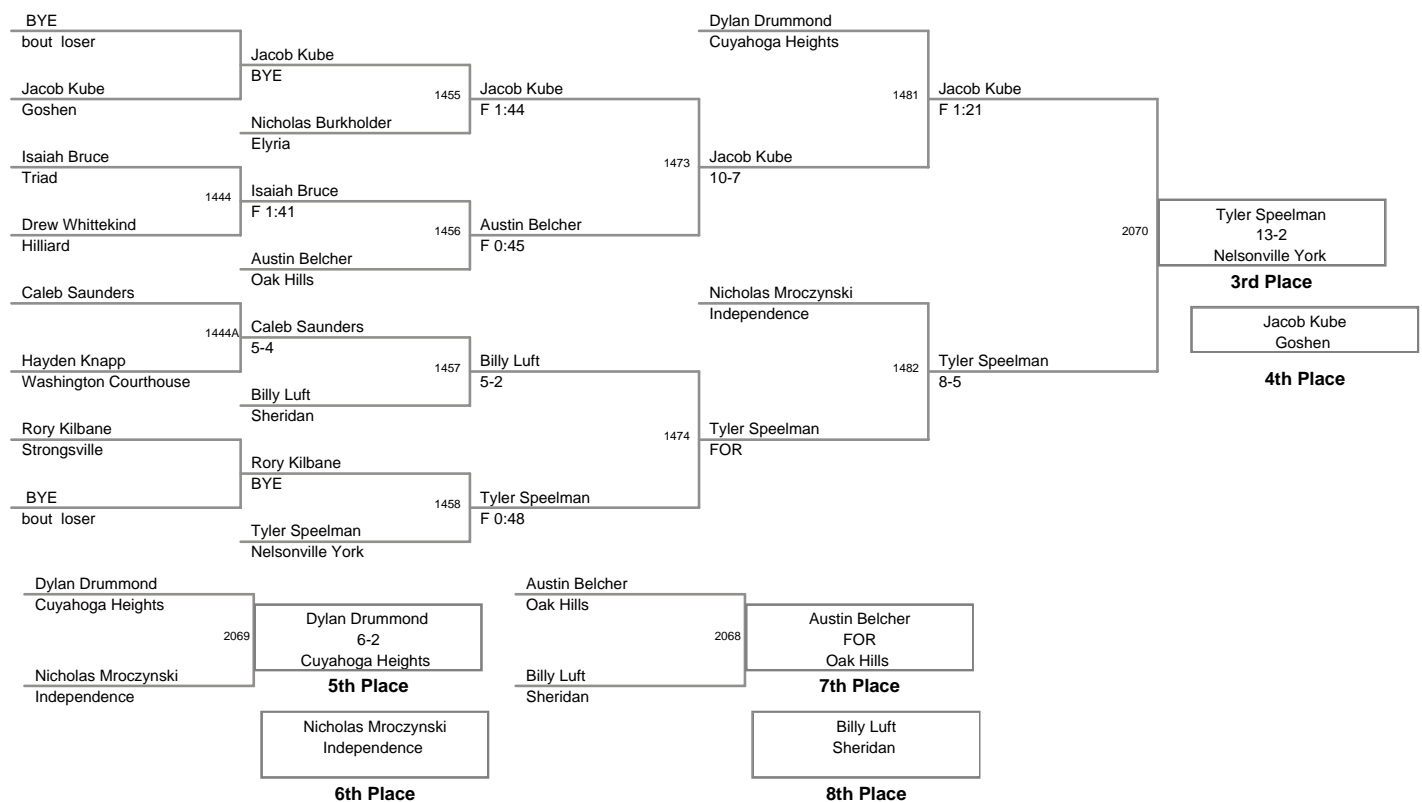 BYE
bout loser
Jacob Kube
Goshen
Isaiah Bruce
Triad
1444
Drew Whittekind
Hilliard
Caleb Saunders
1444A
Hayden Knapp
Washington Courthouse
Rory Kilbane
Strongsville
BYE
bout loser
Jacob Kube
BYE
1455
Nicholas Burkholder
Elyria
Isaiah Bruce
F 1:41
1456
Austin Belcher
Oak Hills
Caleb Saunders
5-4
1457
Billy Luft
Sheridan
Rory Kilbane
BYE
1458
Tyler Speelman
Nelsonville York
Jacob Kube
F 1:44
1473
Austin Belcher
F 0:45
Billy Luft
5-2
1474
Tyler Speelman
F 0:48
Dylan Drummond
Cuyahoga Heights
1481
Jacob Kube
10-7
Nicholas Mroczynski
Independence
1482
Tyler Speelman
FOR
Jacob Kube
F 1:21
2070
Tyler Speelman
8-5
Tyler Speelman
13-2
Nelsonville York
3rd Place
Jacob Kube
Goshen
4th Place
Dylan Drummond
Cuyahoga Heights
2069
Nicholas Mroczynski
Independence
Dylan Drummond
6-2
Cuyahoga Heights
5th Place
Nicholas Mroczynski
Independence
6th Place
Austin Belcher
Oak Hills
2068
Billy Luft
Sheridan
Austin Belcher
FOR
Oak Hills
7th Place
Billy Luft
Sheridan
8th Place